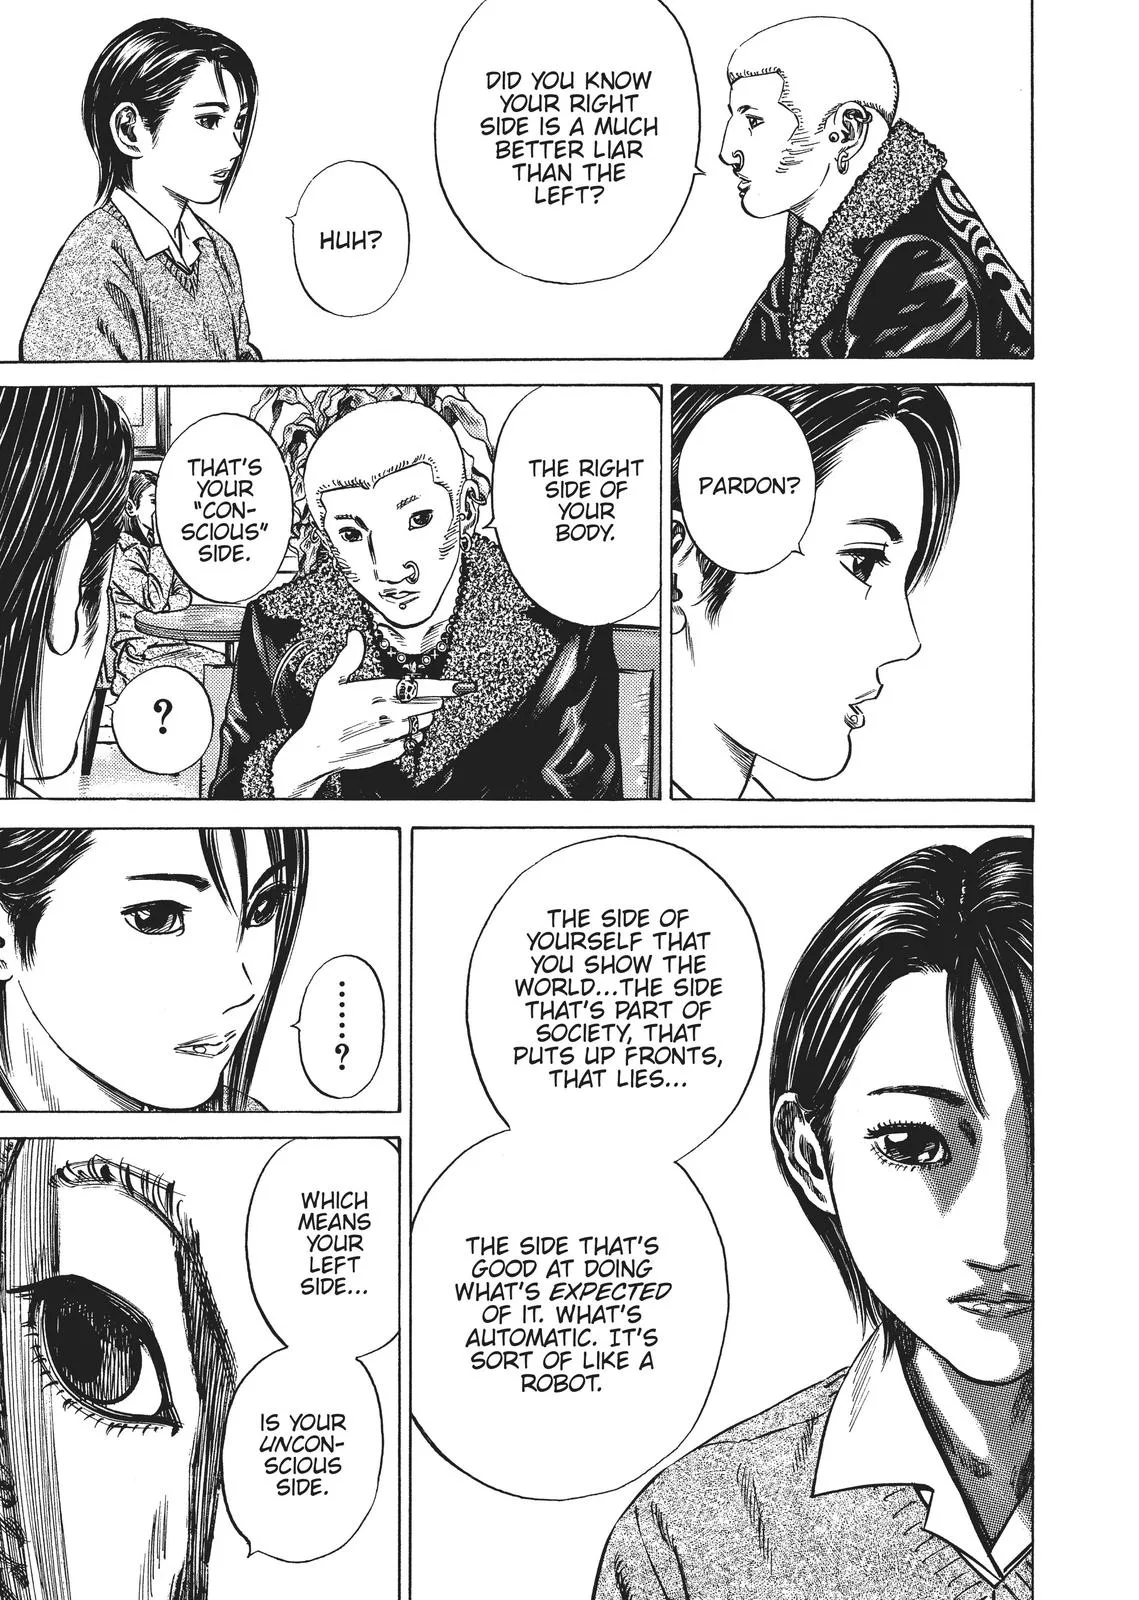 DID YOU KNOW
YOUR RIGHT
SIDE IS A MUCH
BETTER LIAR
THAN THE
LEFT?
HUH?
PARDON?
THE RIGHT
SIDE OF
YOUR
BODY.
THAT'S
YOUR
"CON-
SCIOUS"
SIDE.
?
THE SIDE OF
YOURSELF THAT
YOU SHOW THE
WORLD...THE SIDE
THAT'S PART OF
SOCIETY, THAT
PUTS UP FRONTS,
THAT LIES...
THE SIDE THAT'S
GOOD AT DOING
WHAT'S EXPECTED
OF IT. WHAT'S
AUTOMATIC. IT'S
SORT OF LIKE A
ROBOT.
......?
WHICH
MEANS
YOUR
LEFT
SIDE...
IS YOUR
UNCON-
SCIOUS
SIDE.